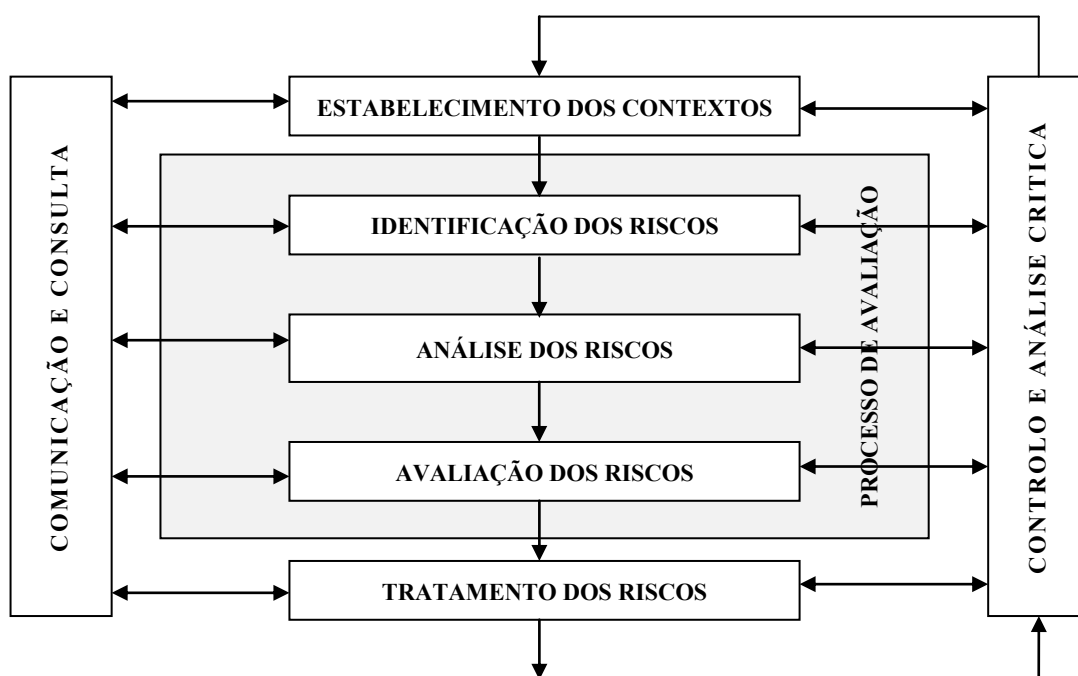 ESTABELECIMENTO DOS CONTEXTOS
COMUNICAÇÃO E CONSULTA
IDENTIFICAÇÃO DOS RISCOS
ANÁLISE DOS RISCOS
AVALIAÇÃO DOS RISCOS
PROCESSO DE AVALIAÇÃO
CONTROLO E ANÁLISE CRITICA
TRATAMENTO DOS RISCOS